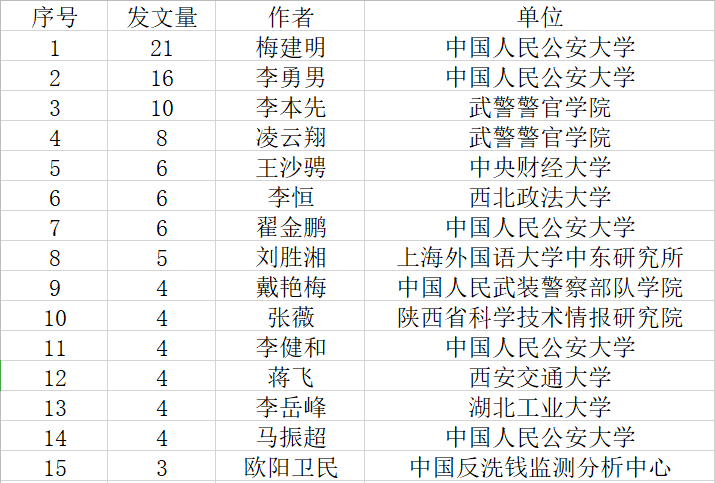 序号 发文量 作者 单位
1 21 梅建明 中国人民公安大学
2 16 李勇男 中国人民公安大学
3 10 李本先 武警警官学院
4 8 凌云翔 武警警官学院
5 6 王沙骋 中央财经大学
6 6 李恒 西北政法大学
7 6 翟金鹏 中国人民公安大学
8 5 刘胜湘 上海外国语大学中东研究所
9 4 戴艳梅 中国人民武装警察部队学院
10 4 张薇 陕西省科学技术情报研究院
11 4 李健和 中国人民公安大学
12 4 蒋飞 西安交通大学
13 4 李岳峰 湖北工业大学
14 4 马振超 中国人民公安大学
15 3 欧阳卫民 中国反洗钱监测分析中心